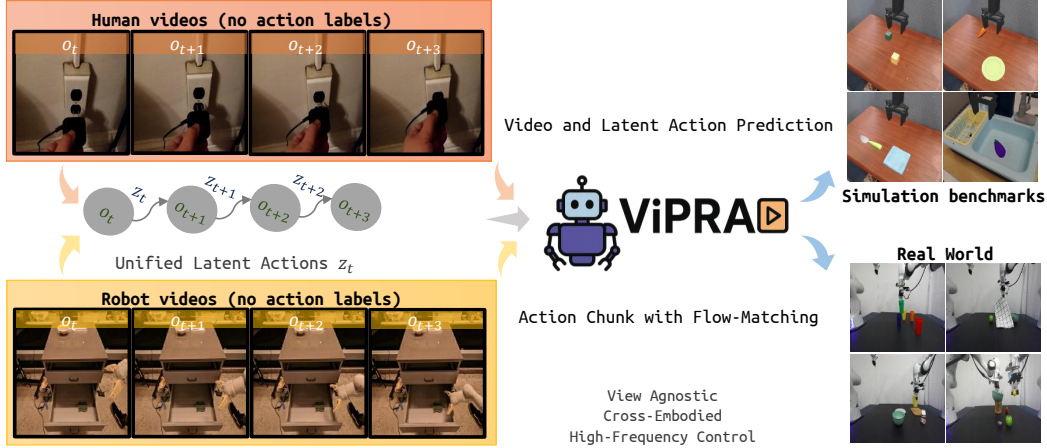 Human videos (no action labels)
o_t
o_{t+1}
o_{t+2}
o_{t+3}
z_t
z_{t+1}
z_{t+2}
o_t
o_{t+1}
o_{t+2}
o_{t+3}
Unified Latent Actions z_t
Robot videos (no action labels)
o_t
o_{t+1}
o_{t+2}
o_{t+3}
Video and Latent Action Prediction
ViPRA
Action Chunk with Flow-Matching
View Agnostic
Cross-Embodied
High-Frequency Control
Simulation benchmarks
Real World